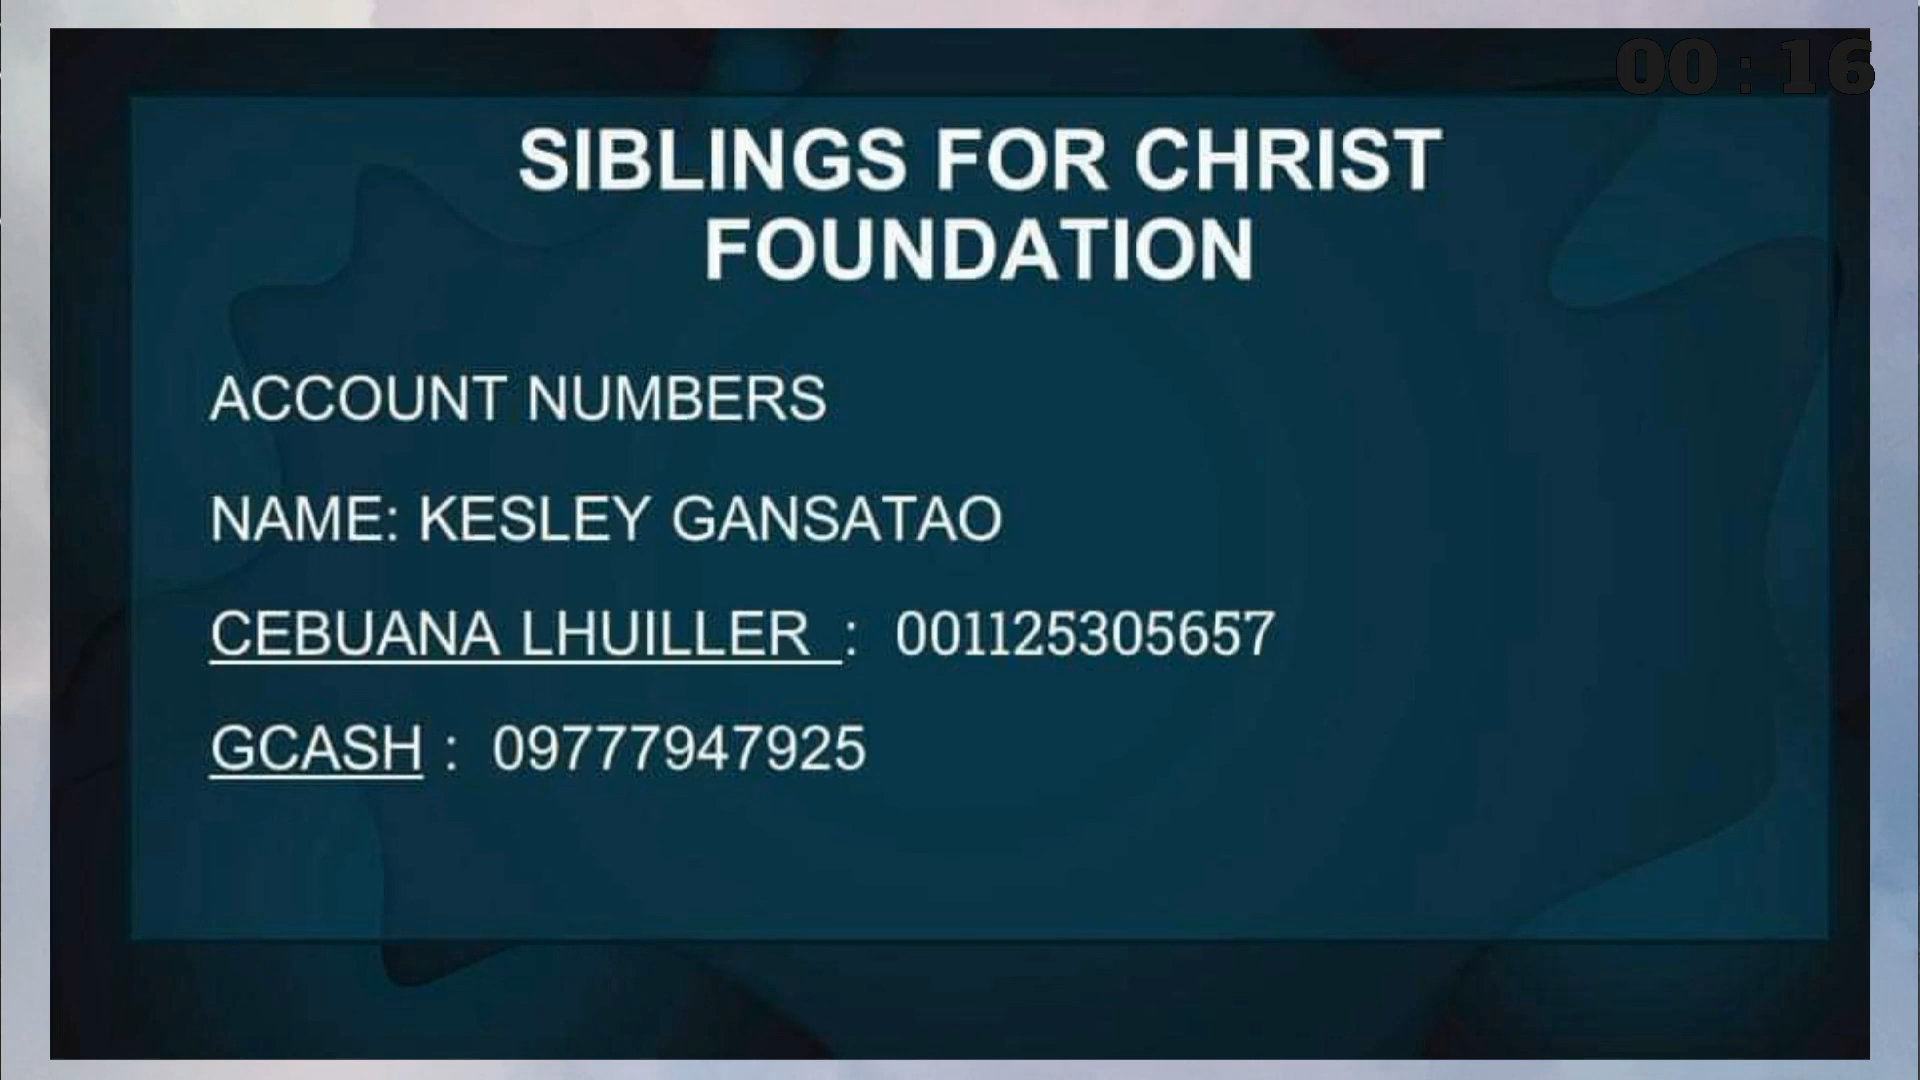 00:16
SIBLINGS FOR CHRIST
FOUNDATION
ACCOUNT NUMBERS
NAME: KESLEY GANSATAO
CEBUANA LHUILLER : 001125305657
GCASH : 09777947925